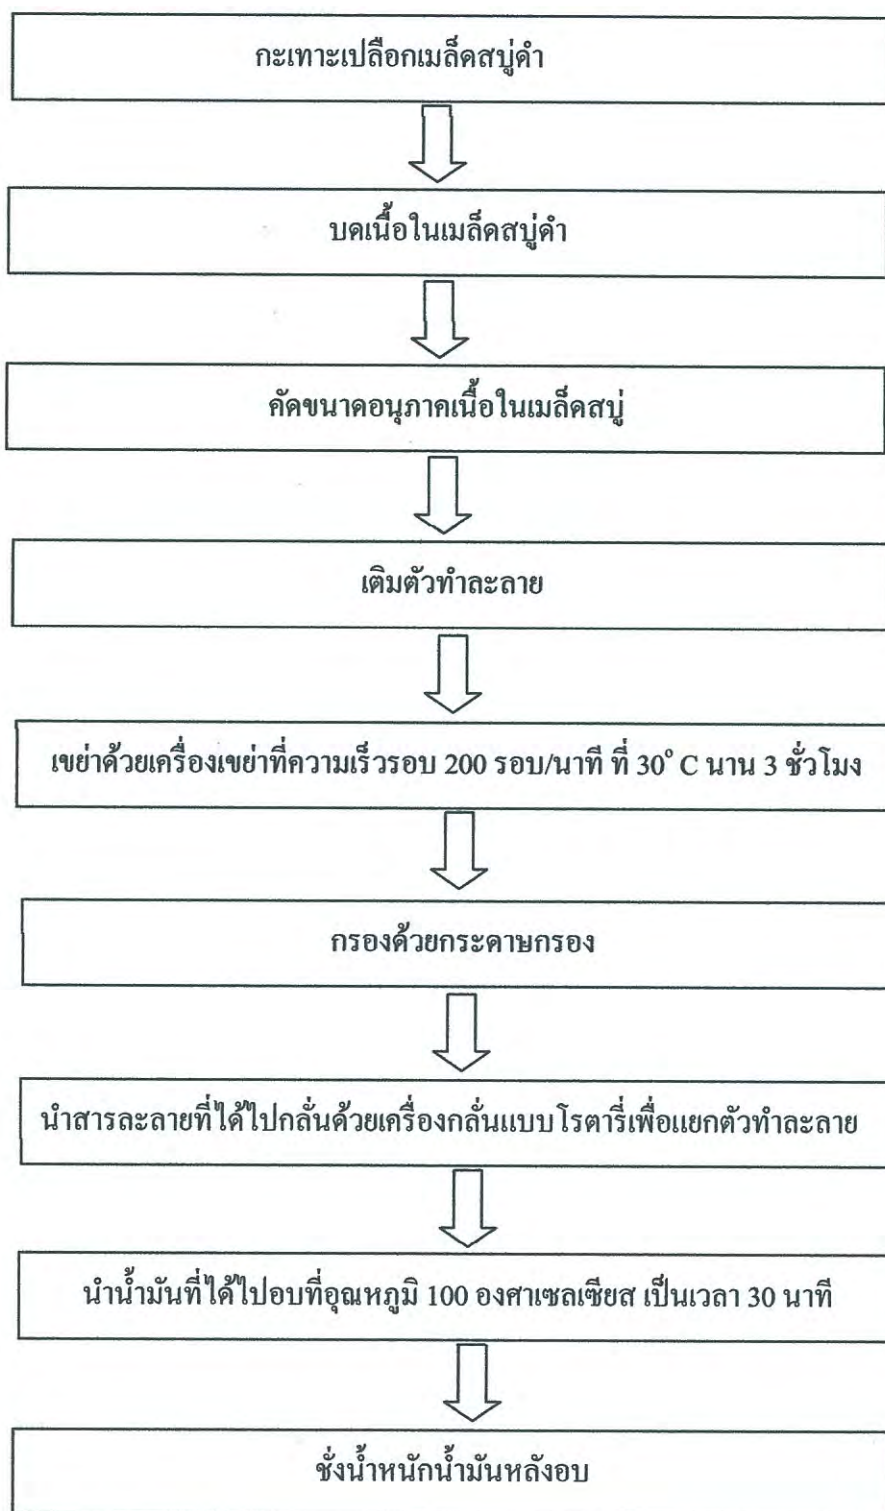 กะเทาะเปลือกเมล็ดสบู่ดำ
บดเนื้อในเมล็ดสบู่ดำ
คัดขนาดอนุภาคเนื้อในเมล็ดสบู่
เติมตัวทำละลาย
เขย่าด้วยเครื่องเขย่าที่ความเร็วรอบ 200 รอบ/นาที ที่ 30° C นาน 3 ชั่วโมง
กรองด้วยกระดาษกรอง
นำสารละลายที่ได้ไปกลั่นด้วยเครื่องกลั่นแบบโรตารี่เพื่อแยกตัวทำละลาย
นำน้ำมันที่ได้ไปอบที่อุณหภูมิ 100 องศาเซลเซียส เป็นเวลา 30 นาที
ชั่งน้ำหนักน้ำมันหลังอบ